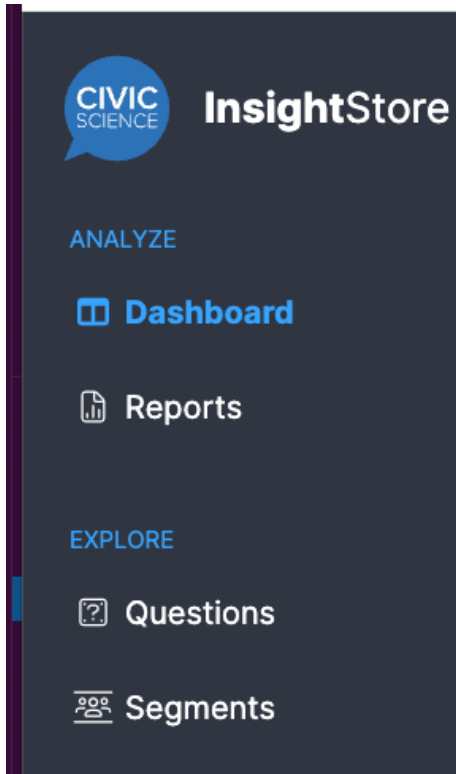 CIVIC
SCIENCE
InsightStore
ANALYZE
Dashboard
Reports
EXPLORE
Questions
Segments